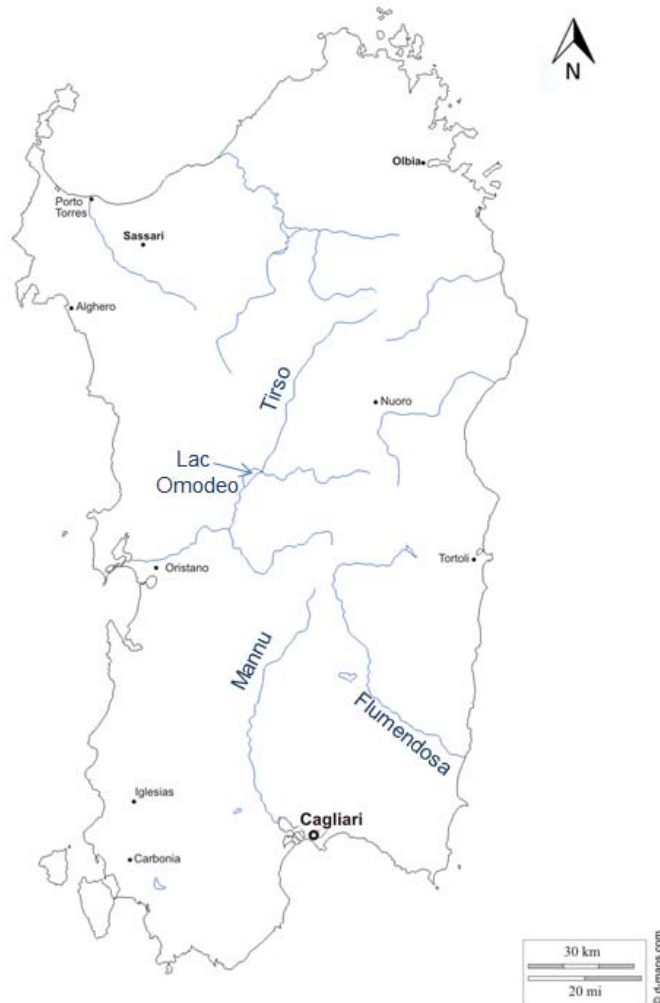 N
Olbia
Porto
Torres
Sassari
Alghero
Tirso
Nuoro
Lac
Omodeo
Tortoli
Oristano
Mannu
Flumendosa
Iglesias
Cagliari
Carbonia
30 km
20 mi
© d-maps.com